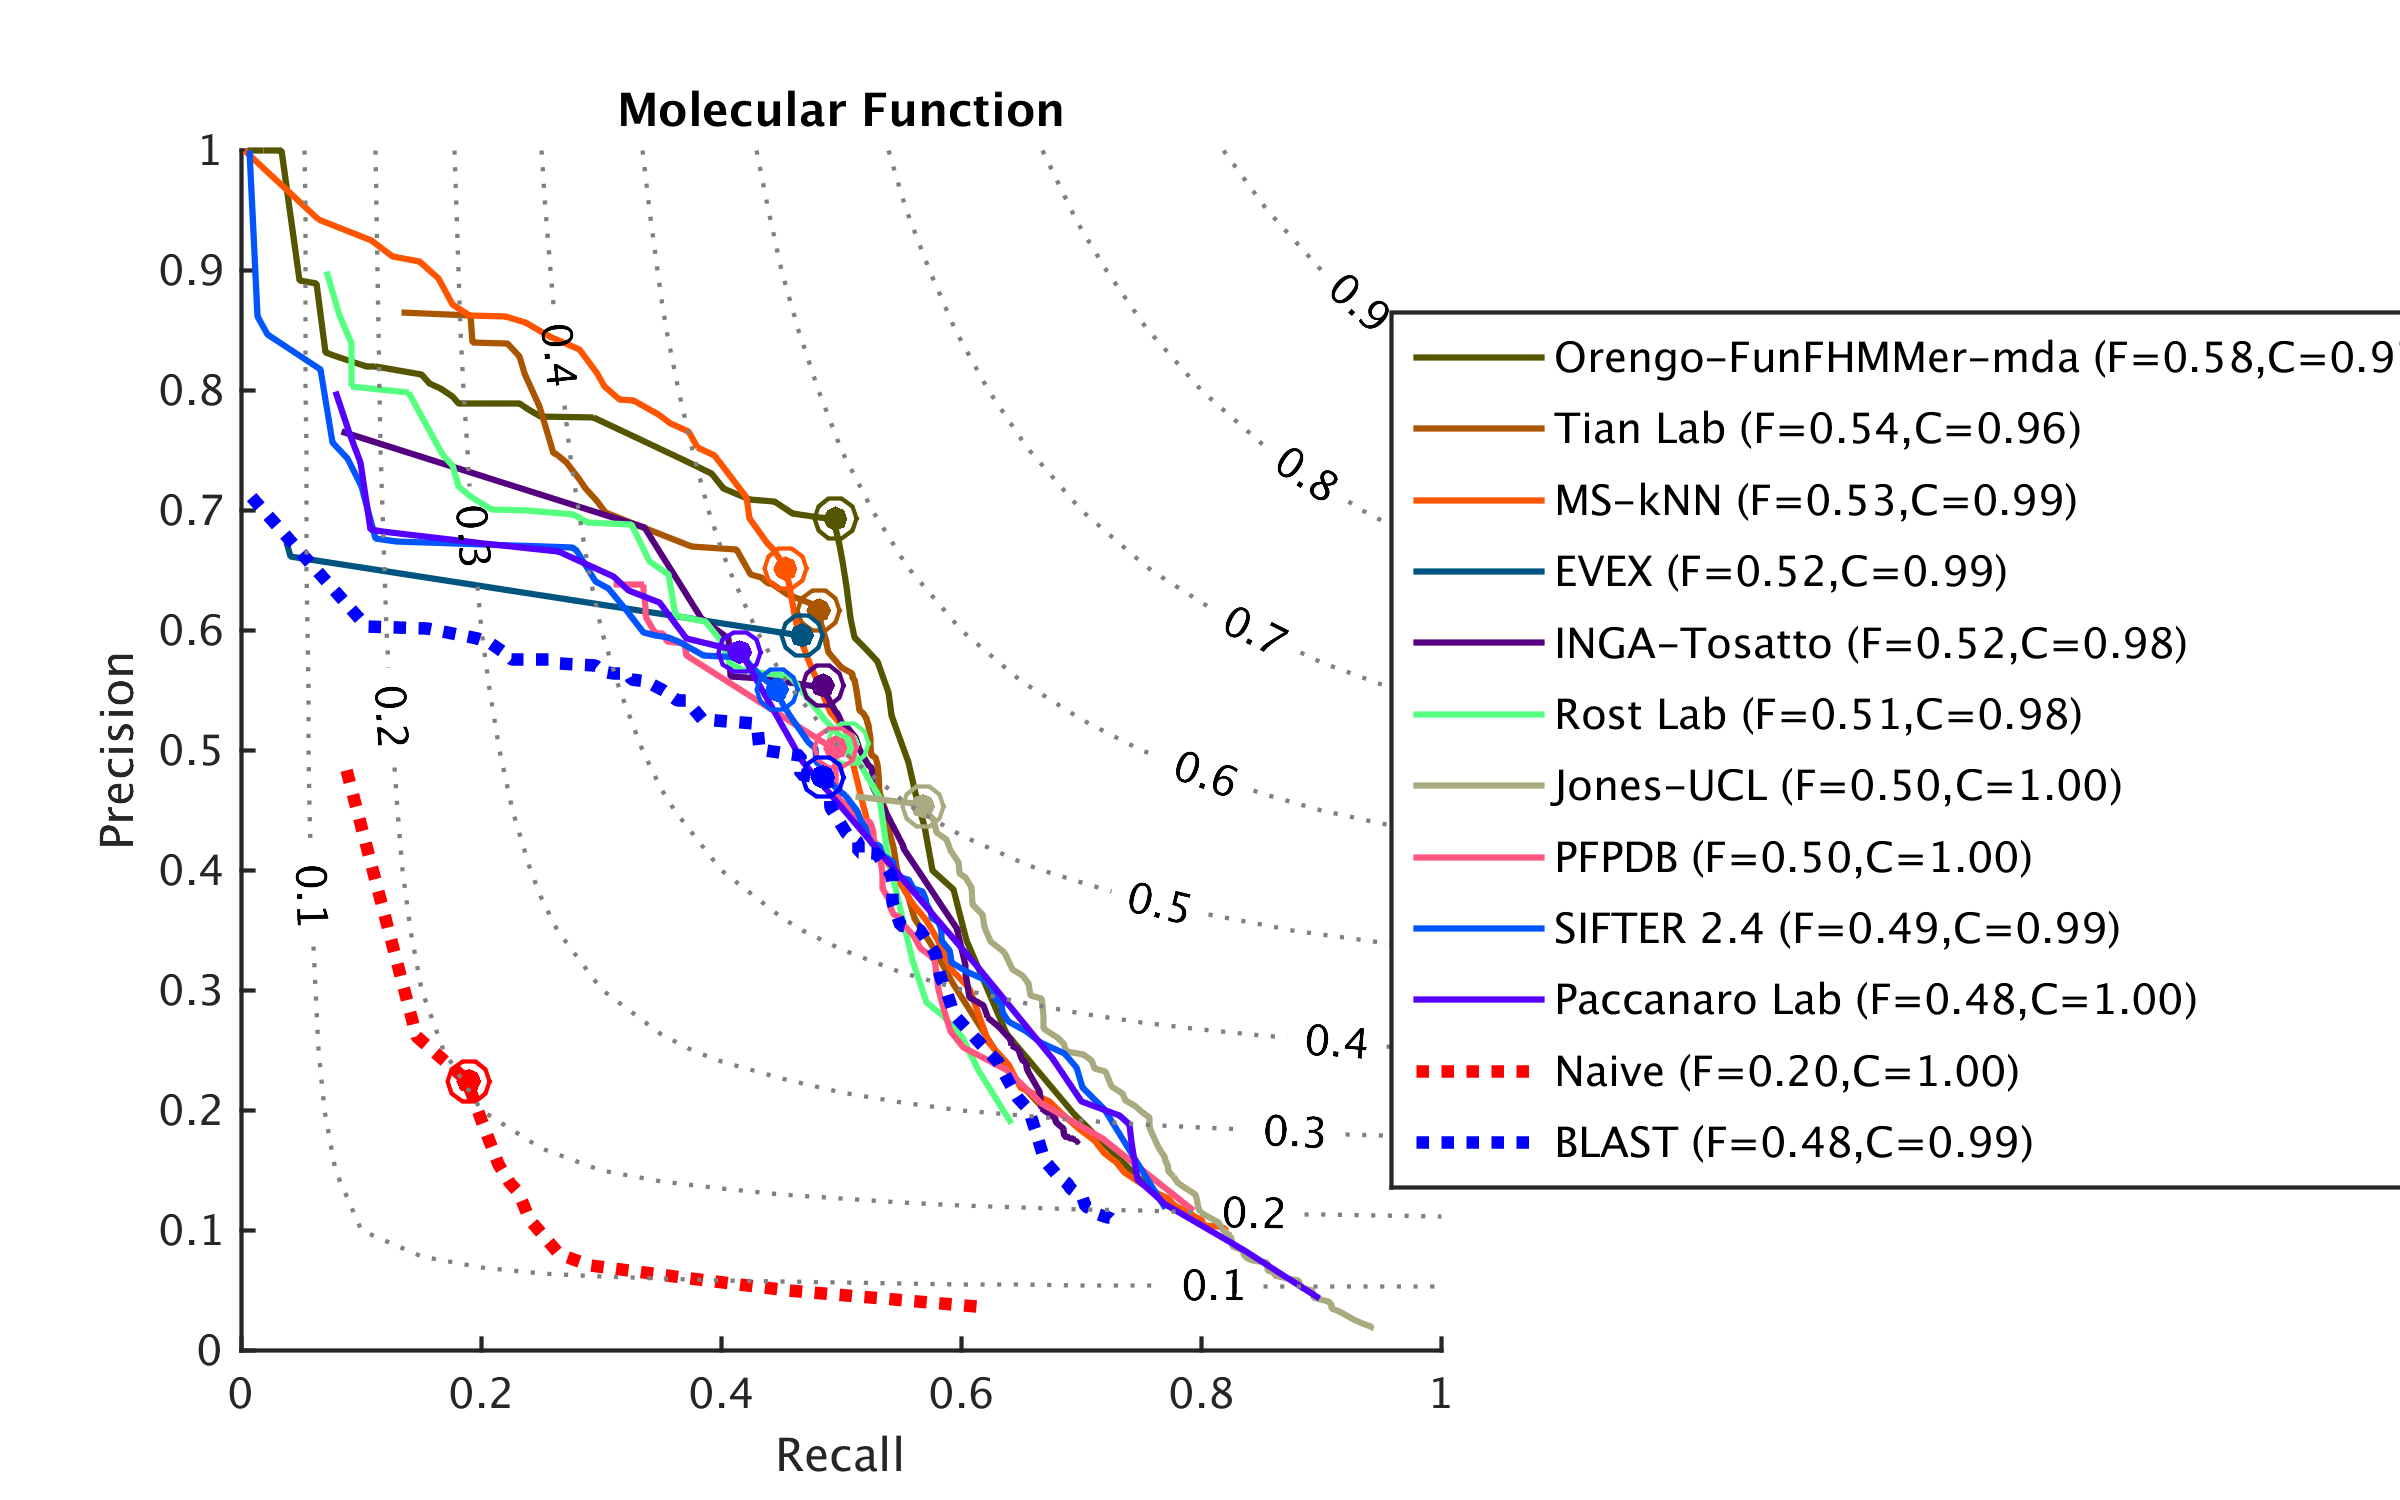 Molecular Function
1
0.9
0.8
0.7
0.6
0.5
0.4
0.3
0.2
0.1
0
0
0.2
0.4
0.6
0.8
1
Precision
Recall
0.1
0.2
0.3
0.4
0.9
0.8
0.7
0.6
0.5
0.4
0.3
0.2
0.1
Orengo-FunFHMMer-mda (F=0.58,C=0.9
Tian Lab (F=0.54,C=0.96)
MS-kNN (F=0.53,C=0.99)
EVEX (F=0.52,C=0.99)
INGA-Tosatto (F=0.52,C=0.98)
Rost Lab (F=0.51,C=0.98)
Jones-UCL (F=0.50,C=1.00)
PFPDB (F=0.50,C=1.00)
SIFTER 2.4 (F=0.49,C=0.99)
Paccanaro Lab (F=0.48,C=1.00)
Naive (F=0.20,C=1.00)
BLAST (F=0.48,C=0.99)